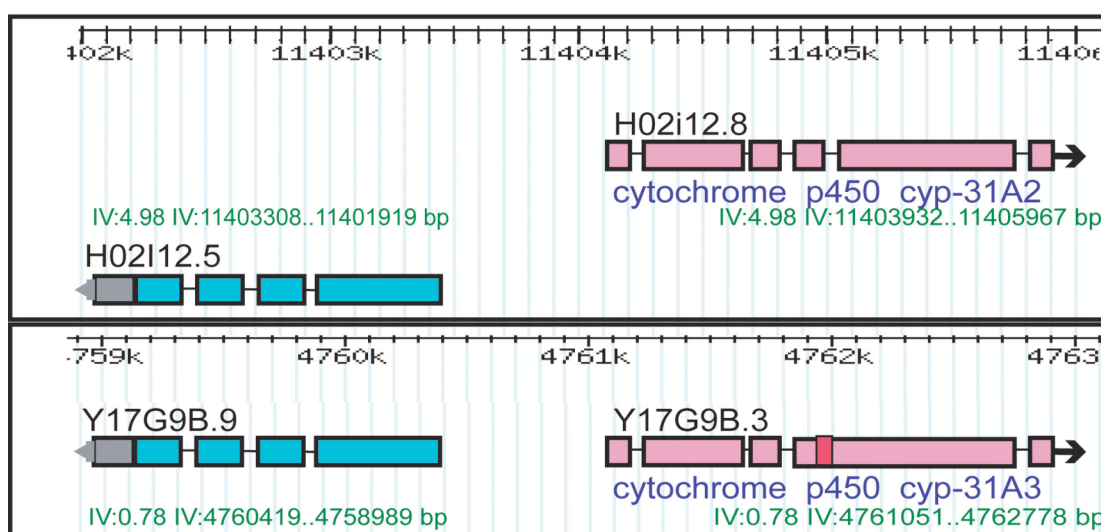 402k 11403k 11404k 11405k 11406
H02i12.8
cytochrome p450 cyp-31A2
IV:4.98 IV:11403308..11401919 bp IV:4.98 IV:11403932..11405967 bp
H02I12.5
4759k 4760k 4761k 4762k 4763
Y17G9B.9 Y17G9B.3
cytochrome p450 cyp-31A3
IV:0.78 IV:4760419..4758989 bp IV:0.78 IV:4761051..4762778 bp